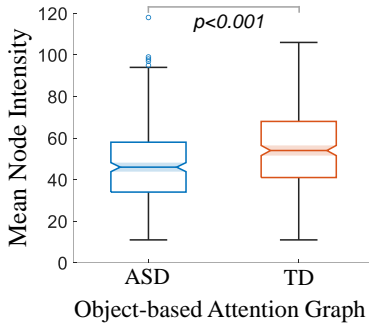 p<0.001
Mean Node Intensity
120
100
80
60
40
20
0
ASD TD
Object-based Attention Graph